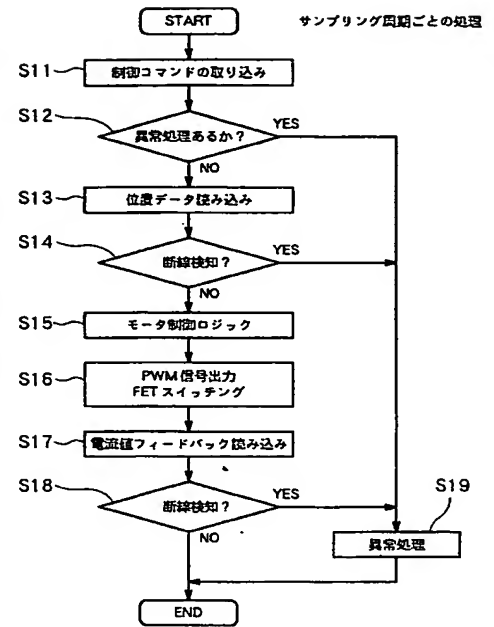 START
サンプリング周期ごとの処理
S11
制御コマンドの取り込み
S12
異常処理あるか?
YES
NO
S13
位置データ読み込み
S14
断線検知?
YES
NO
S15
モータ制御ロジック
S16
PWM信号出力
FETスイッチング
S17
電流値フィードバック読み込み
S18
断線検知?
YES
NO
S19
異常処理
END